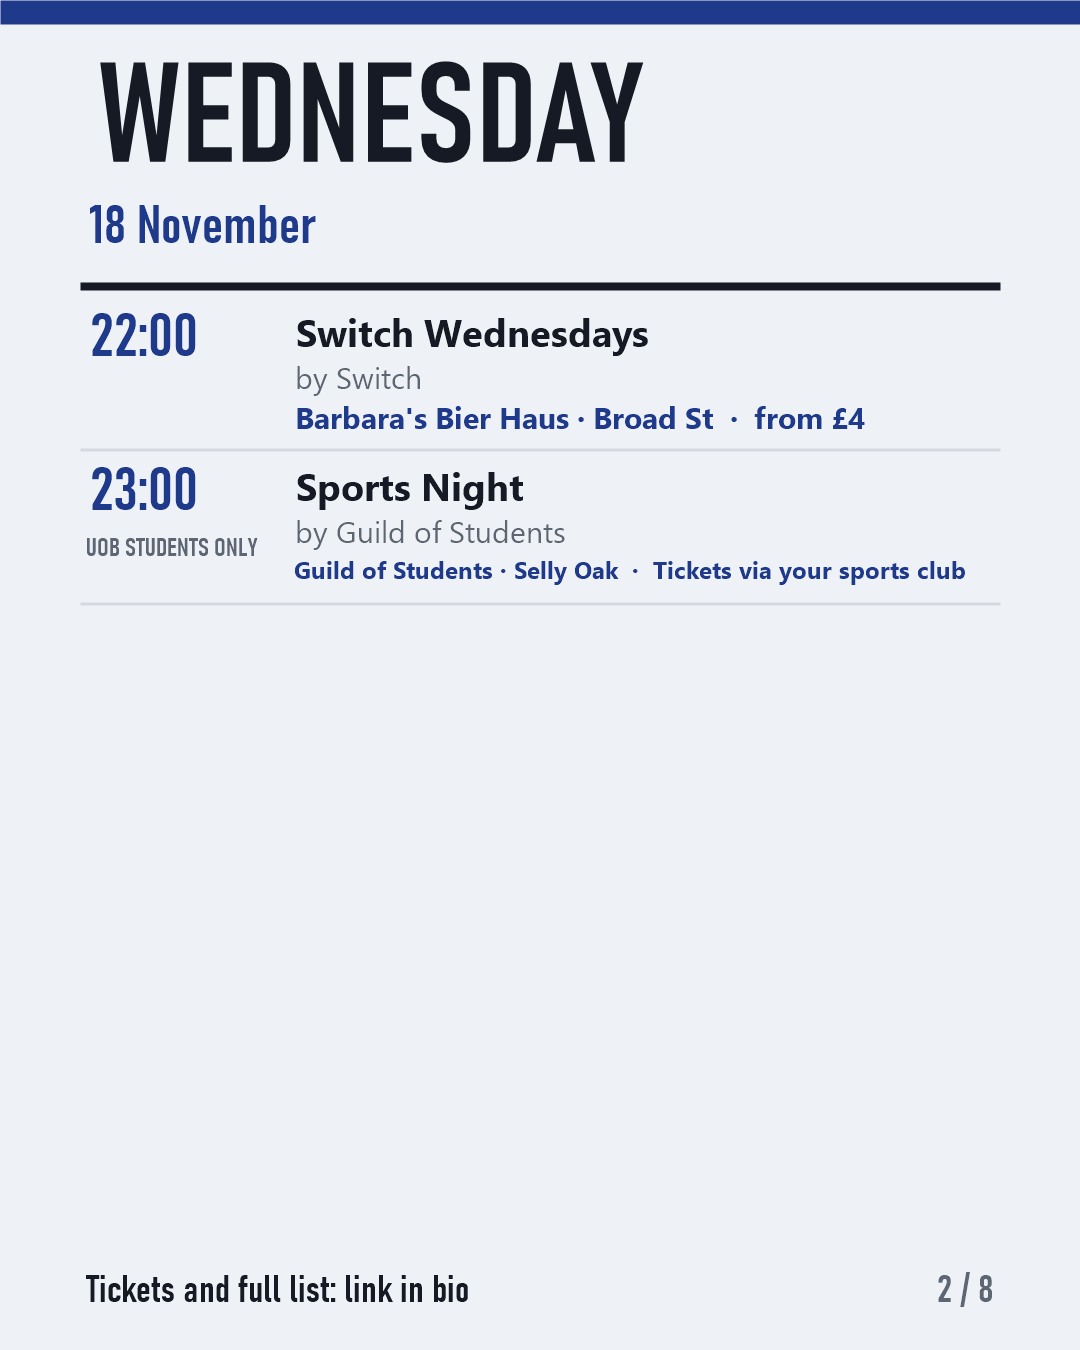 WEDNESDAY
18 November
22:00
Switch Wednesdays
by Switch
Barbara's Bier Haus · Broad St · from £4
23:00
Sports Night
UOB STUDENTS ONLY
by Guild of Students
Guild of Students · Selly Oak · Tickets via your sports club
Tickets and full list: link in bio
2 / 8